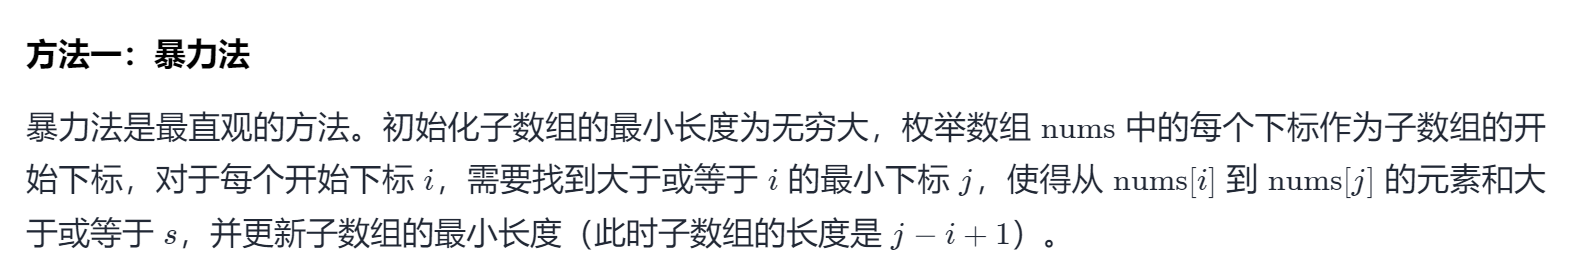 方法一：暴力法
暴力法是最直观的方法。初始化子数组的最小长度为无穷大，枚举数组 nums 中的每个下标作为子数组的开
始下标，对于每个开始下标 i，需要找到大于或等于 i 的最小下标 j，使得从 nums[i] 到 nums[j] 的元素和大
于或等于 s，并更新子数组的最小长度（此时子数组的长度是 j − i + 1）。